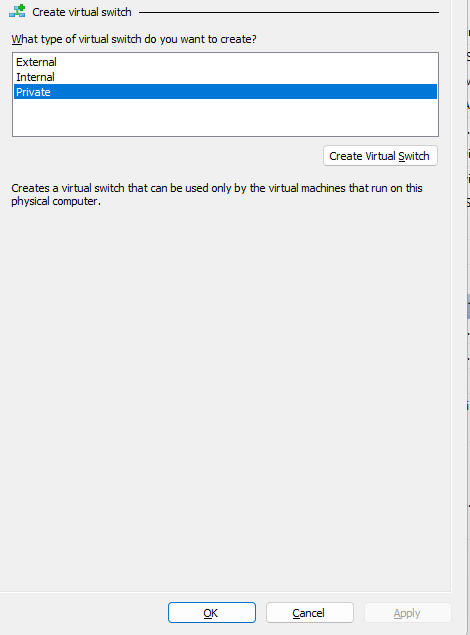 Create virtual switch
What type of virtual switch do you want to create?
External
Internal
Private
Create Virtual Switch
Creates a virtual switch that can be used only by the virtual machines that run on this
physical computer.
OK
Cancel
Apply